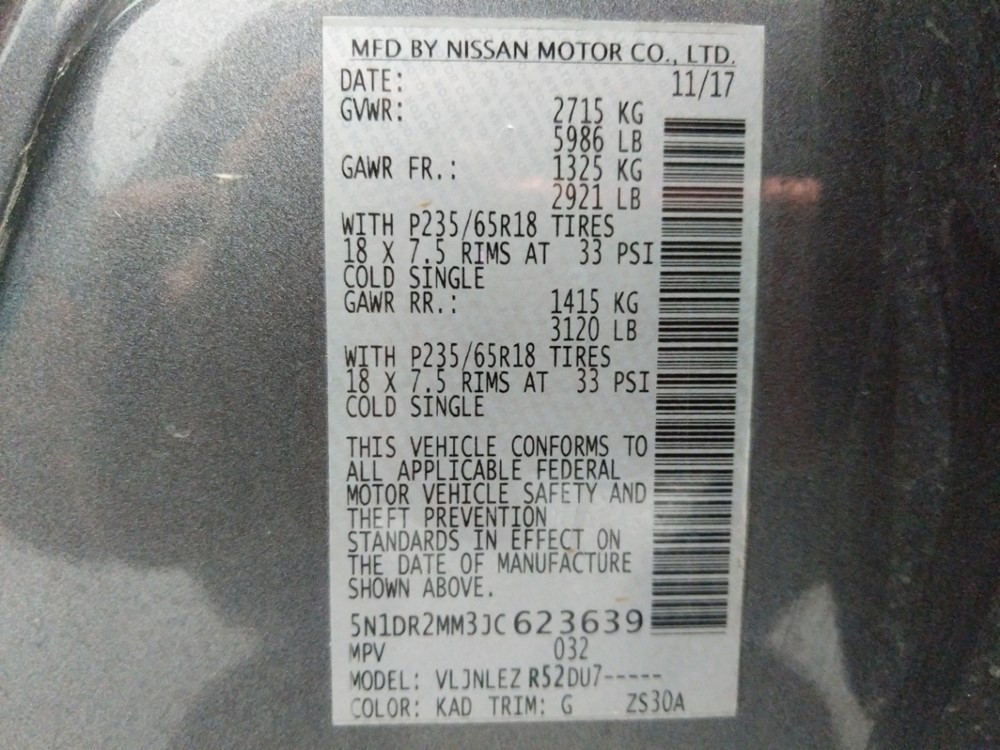 MFD BY NISSAN MOTOR CO., LTD.
DATE: 11/17
GVWR: 2715 KG
5986 LB
GAWR FR.: 1325 KG
2921 LB
WITH P235/65R18 TIRES
18 X 7.5 RIMS AT 33 PSI
COLD SINGLE
GAWR RR.: 1415 KG
3120 LB
WITH P235/65R18 TIRES
18 X 7.5 RIMS AT 33 PSI
COLD SINGLE
THIS VEHICLE CONFORMS TO
ALL APPLICABLE FEDERAL
MOTOR VEHICLE SAFETY AND
THEFT PREVENTION
STANDARDS IN EFFECT ON
THE DATE OF MANUFACTURE
SHOWN ABOVE.
5N1DR2MM3JC623639
MPV 032
MODEL: VLJNLEZ R52DU7-----
COLOR: KAD TRIM: G ZS30A